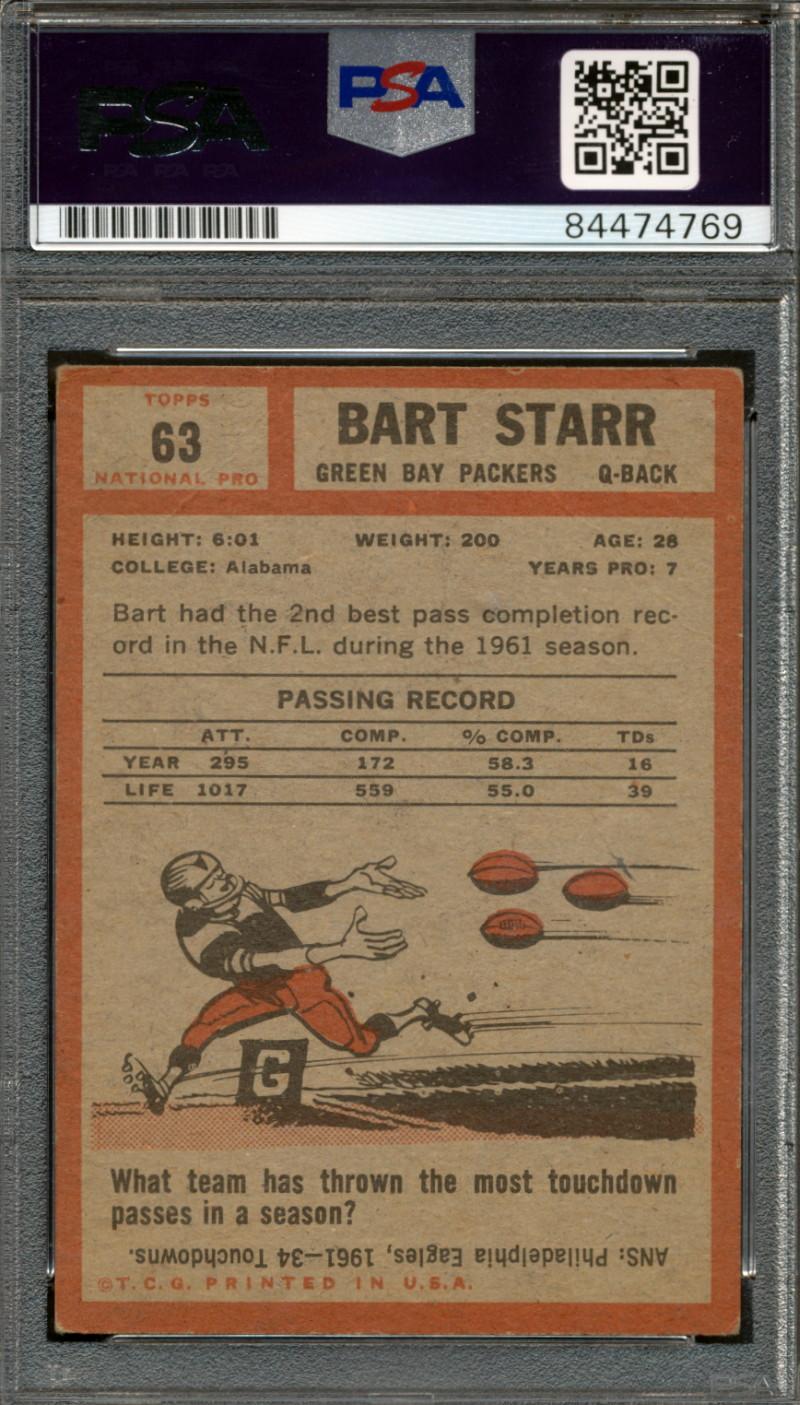 PSA
PSA
PSA PSA PSA
84474769
TOPPS
63
NATIONAL PRO
BART STARR
GREEN BAY PACKERS Q-BACK
HEIGHT: 6:01 WEIGHT: 200 AGE: 28
COLLEGE: Alabama YEARS PRO: 7
Bart had the 2nd best pass completion rec-
ord in the N.F.L. during the 1961 season.
PASSING RECORD
ATT. COMP. % COMP. TDs
YEAR 295 172 58.3 16
LIFE 1017 559 55.0 39
G
What team has thrown the most touchdown
passes in a season?
ANS: Philadelphia Eagles, 1961—34 Touchdowns.
©T.C.G. PRINTED IN U.S.A.
PSA